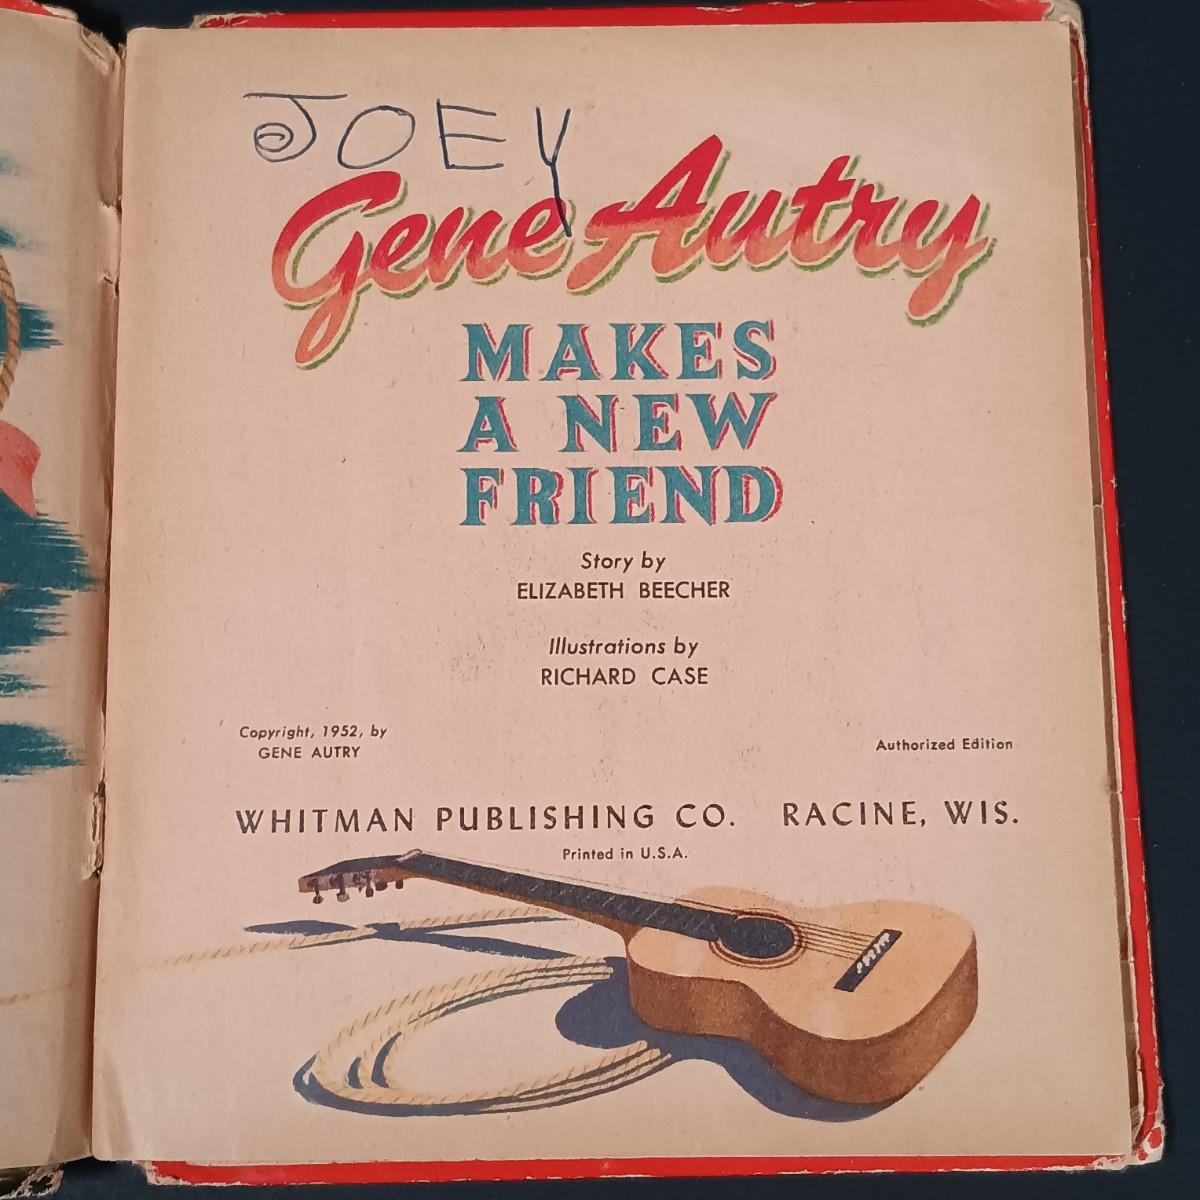 JOEY
Gene Autry
MAKES
A NEW
FRIEND
Story by
ELIZABETH BEECHER
Illustrations by
RICHARD CASE
Copyright, 1952, by
GENE AUTRY
Authorized Edition
WHITMAN PUBLISHING CO. RACINE, WIS.
Printed in U.S.A.